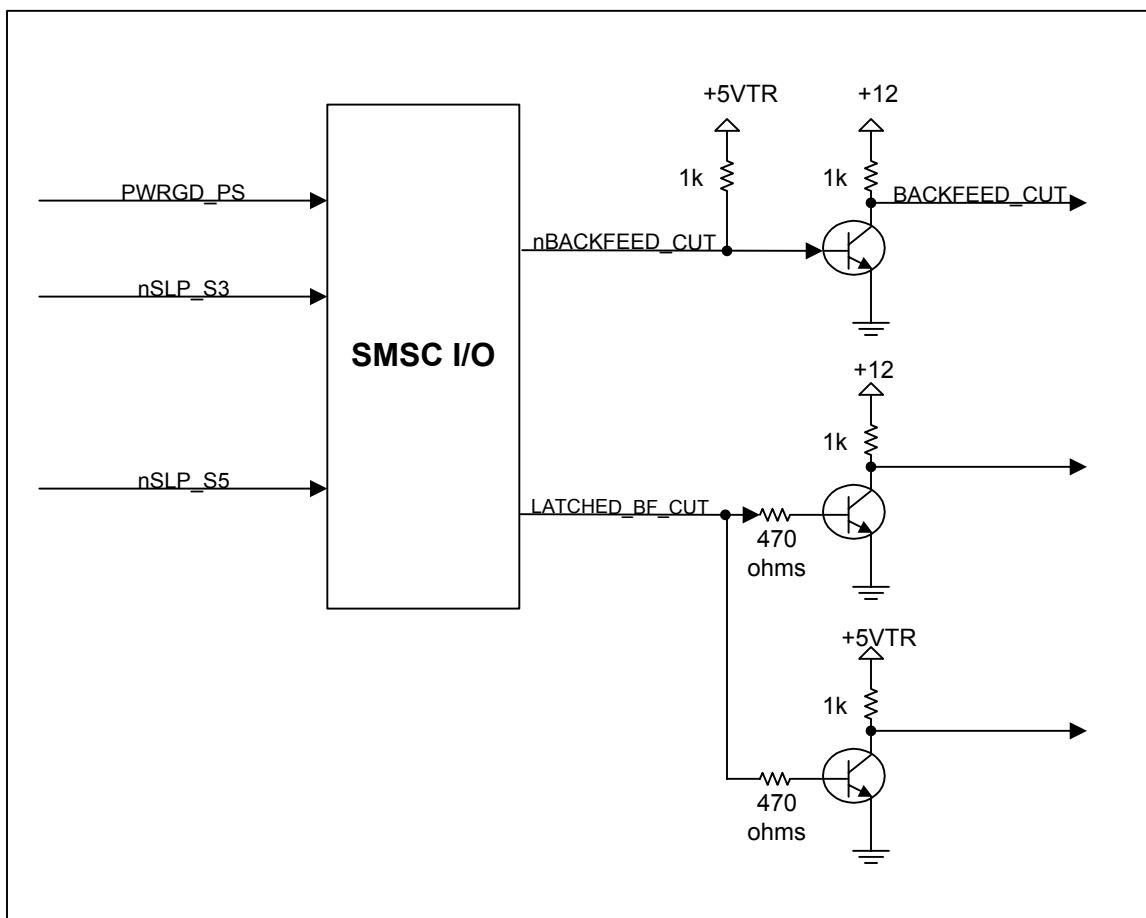 +5VTR
+12
1k
1k
PWRGD_PS
BACKFEED_CUT
nBACKFEED_CUT
nSLP_S3
SMSC I/O
+12
1k
nSLP_S5
LATCHED_BF_CUT
470
ohms
+5VTR
1k
470
ohms